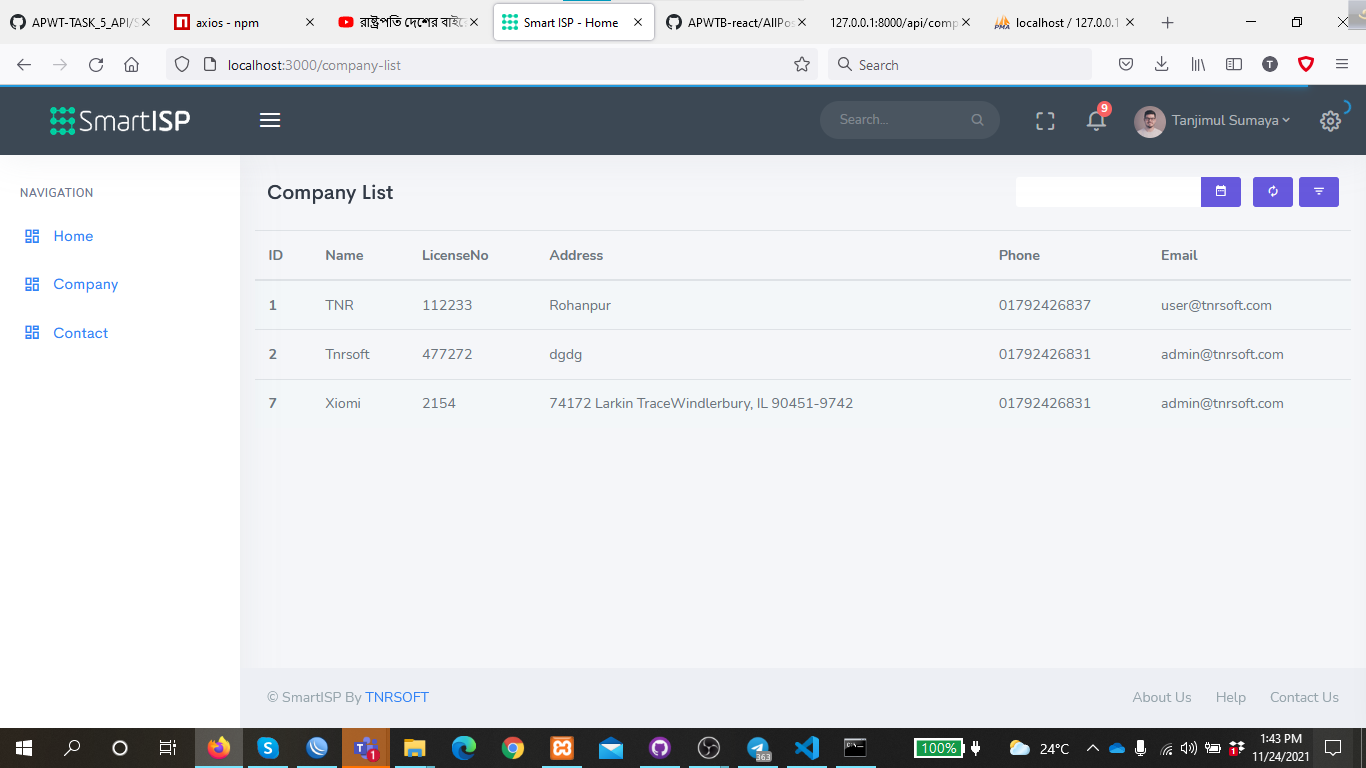 APWT-TASK_5_API/S
axios - npm
রাষ্ট্রপতি দেশের বাইরে
Smart ISP - Home
APWTB-react/AllPos
127.0.0.1:8000/api/comp
localhost / 127.0.0.1
localhost:3000/company-list
Search
SmartISP
Search...
9
Tanjimul Sumaya
NAVIGATION
Home
Company
Contact
Company List
ID Name LicenseNo Address Phone Email
1 TNR 112233 Rohanpur 01792426837 user@tnrsoft.com
2 Tnrsoft 477272 dgdg 01792426831 admin@tnrsoft.com
7 Xiomi 2154 74172 Larkin TraceWindlerbury, IL 90451-9742 01792426831 admin@tnrsoft.com
© SmartISP By TNRSOFT
About Us Help Contact Us
1
363
100%
24°C
1:43 PM
11/24/2021